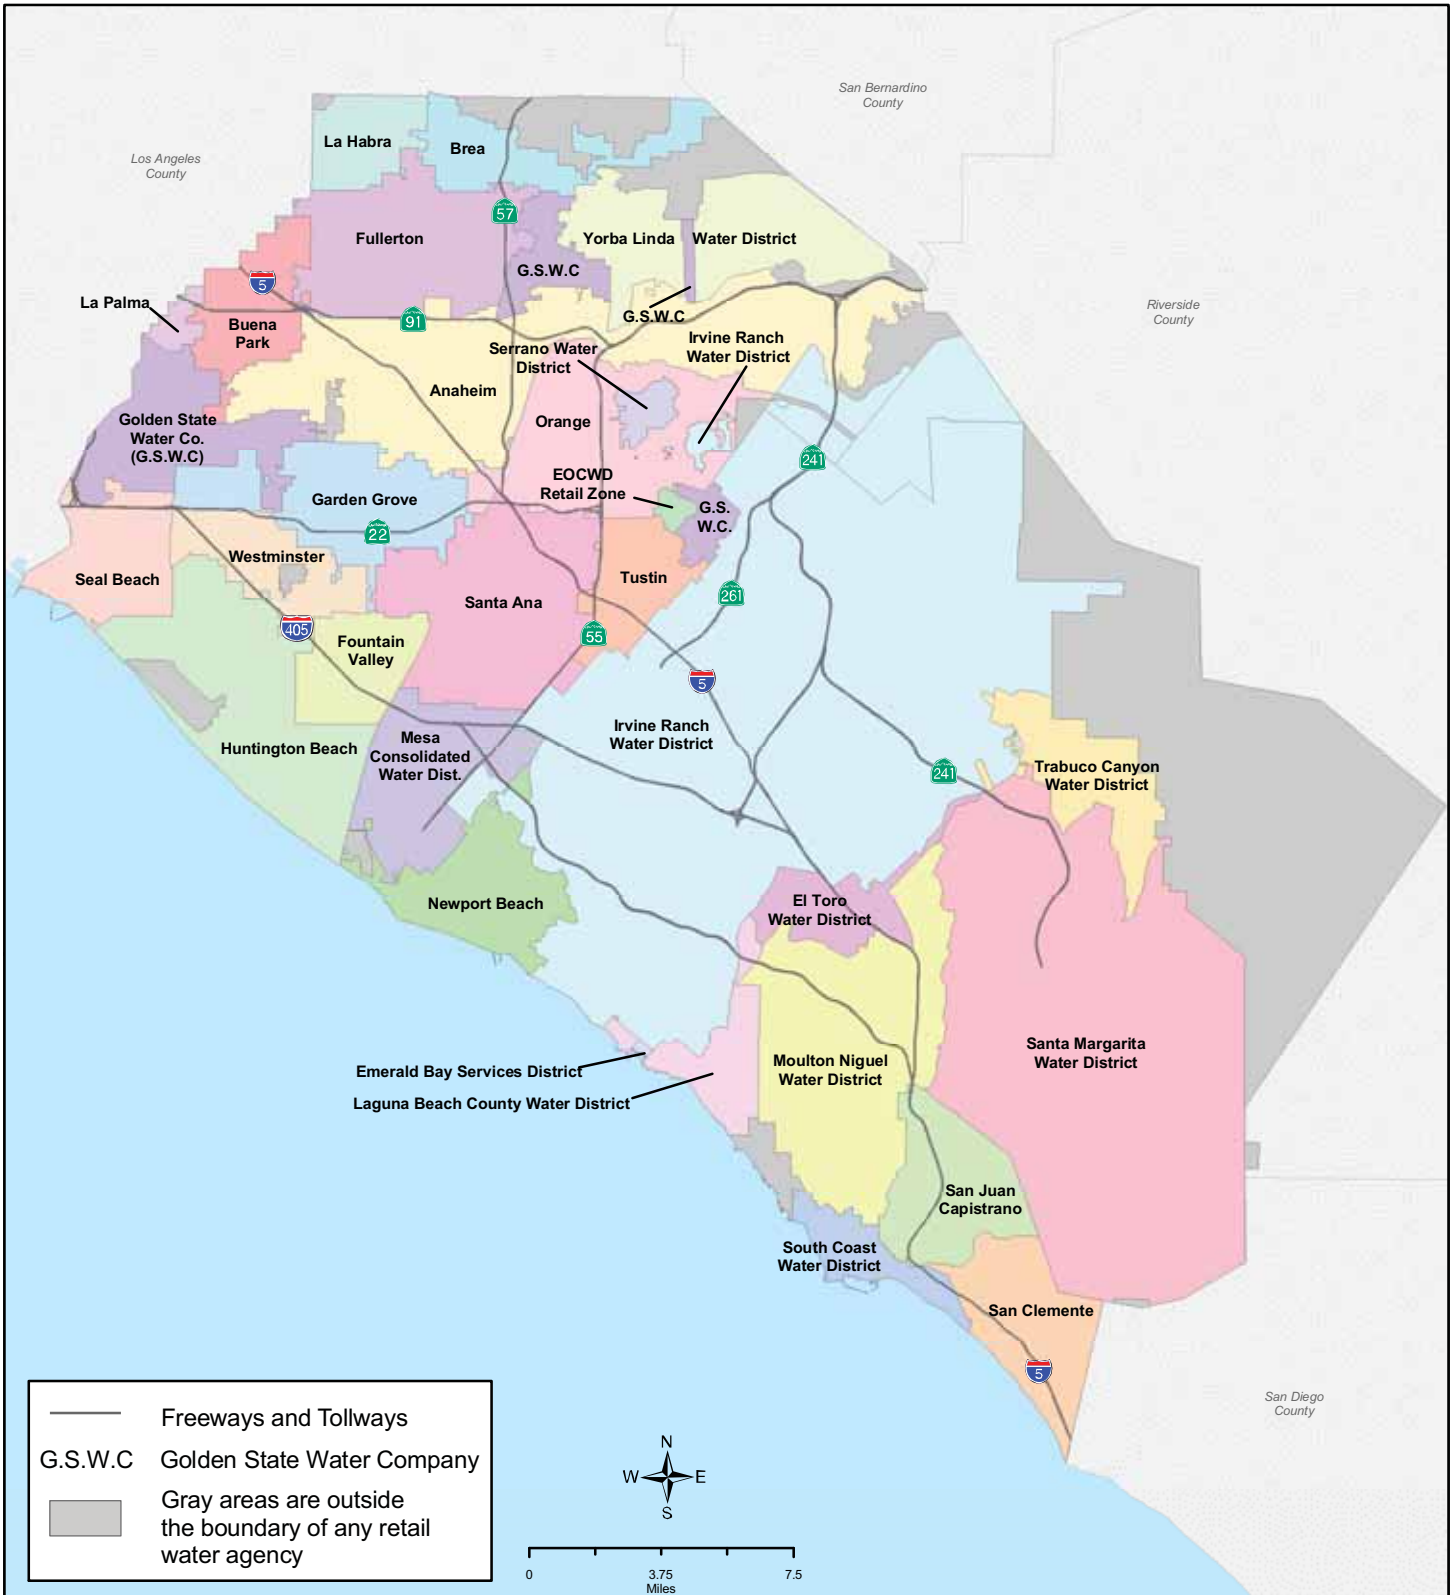 San Bernardino
County
Los Angeles
County
La Habra
Brea
57
Fullerton
Yorba Linda
Water District
G.S.W.C
5
La Palma
Riverside
County
G.S.W.C
91
Buena
Park
Irvine Ranch
Water District
Serrano Water
District
Anaheim
Golden State
Water Co.
(G.S.W.C)
Orange
241
EOCWD
Retail Zone
Garden Grove
G.S.
W.C.
22
Westminster
Seal Beach
Tustin
261
Santa Ana
405
55
Fountain
Valley
5
Irvine Ranch
Water District
Huntington Beach
Mesa
Consolidated
Water Dist.
241
Trabuco Canyon
Water District
Newport Beach
El Toro
Water District
Santa Margarita
Water District
Emerald Bay Services District
Moulton Niguel
Water District
Laguna Beach County Water District
San Juan
Capistrano
South Coast
Water District
San Clemente
5
San Diego
County
Freeways and Tollways
G.S.W.C Golden State Water Company
Gray areas are outside
the boundary of any retail
water agency
N
W E
S
0 3.75 7.5
Miles